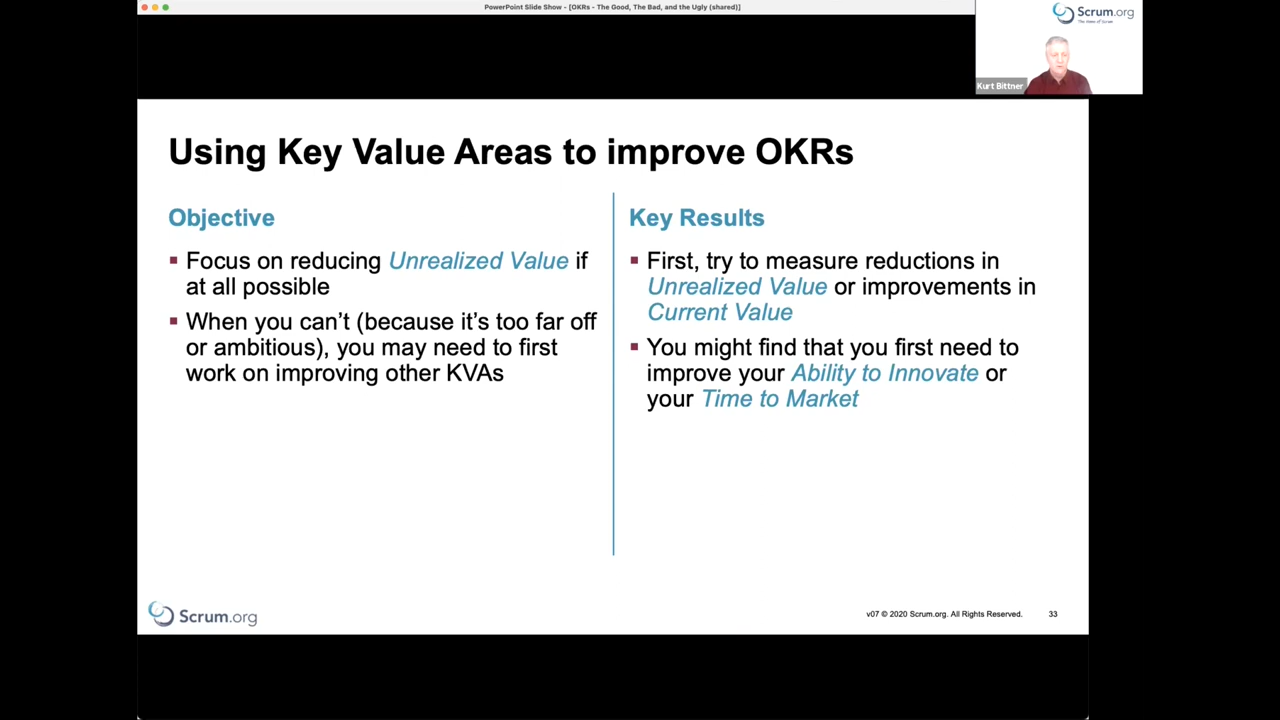 PowerPoint Slide Show - [OKRs - The Good, The Bad, and the Ugly (shared)]
Scrum.org
The Home of Scrum
Kurt Bittner
Using Key Value Areas to improve OKRs
Objective
Focus on reducing Unrealized Value if
at all possible
When you can't (because it's too far off
or ambitious), you may need to first
work on improving other KVAs
Key Results
First, try to measure reductions in
Unrealized Value or improvements in
Current Value
You might find that you first need to
improve your Ability to Innovate or
your Time to Market
Scrum.org
v07 © 2020 Scrum.org. All Rights Reserved.
33